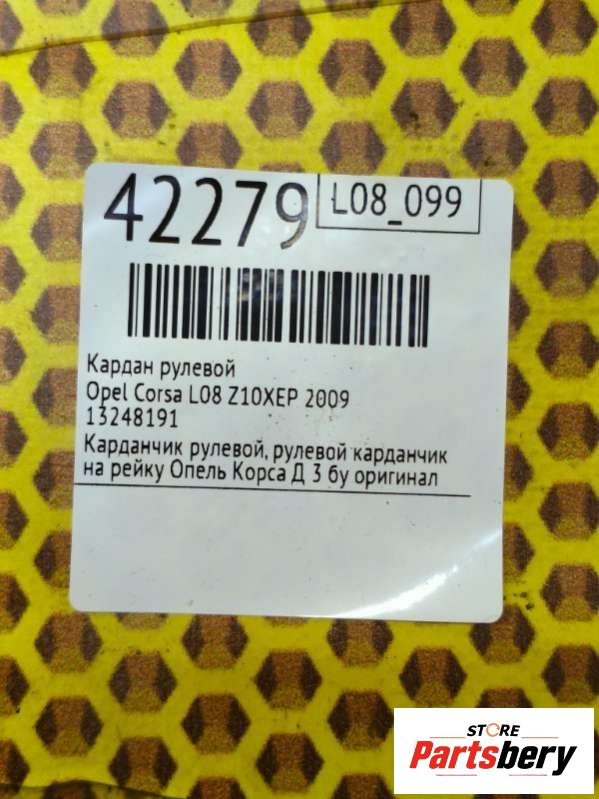 42279
L08_099
Кардан рулевой
Opel Corsa L08 Z10XEP 2009
13248191
Карданчик рулевой, рулевой карданчик
на рейку Опель Корса Д 3 бу оригинал
STORE
Partsbery